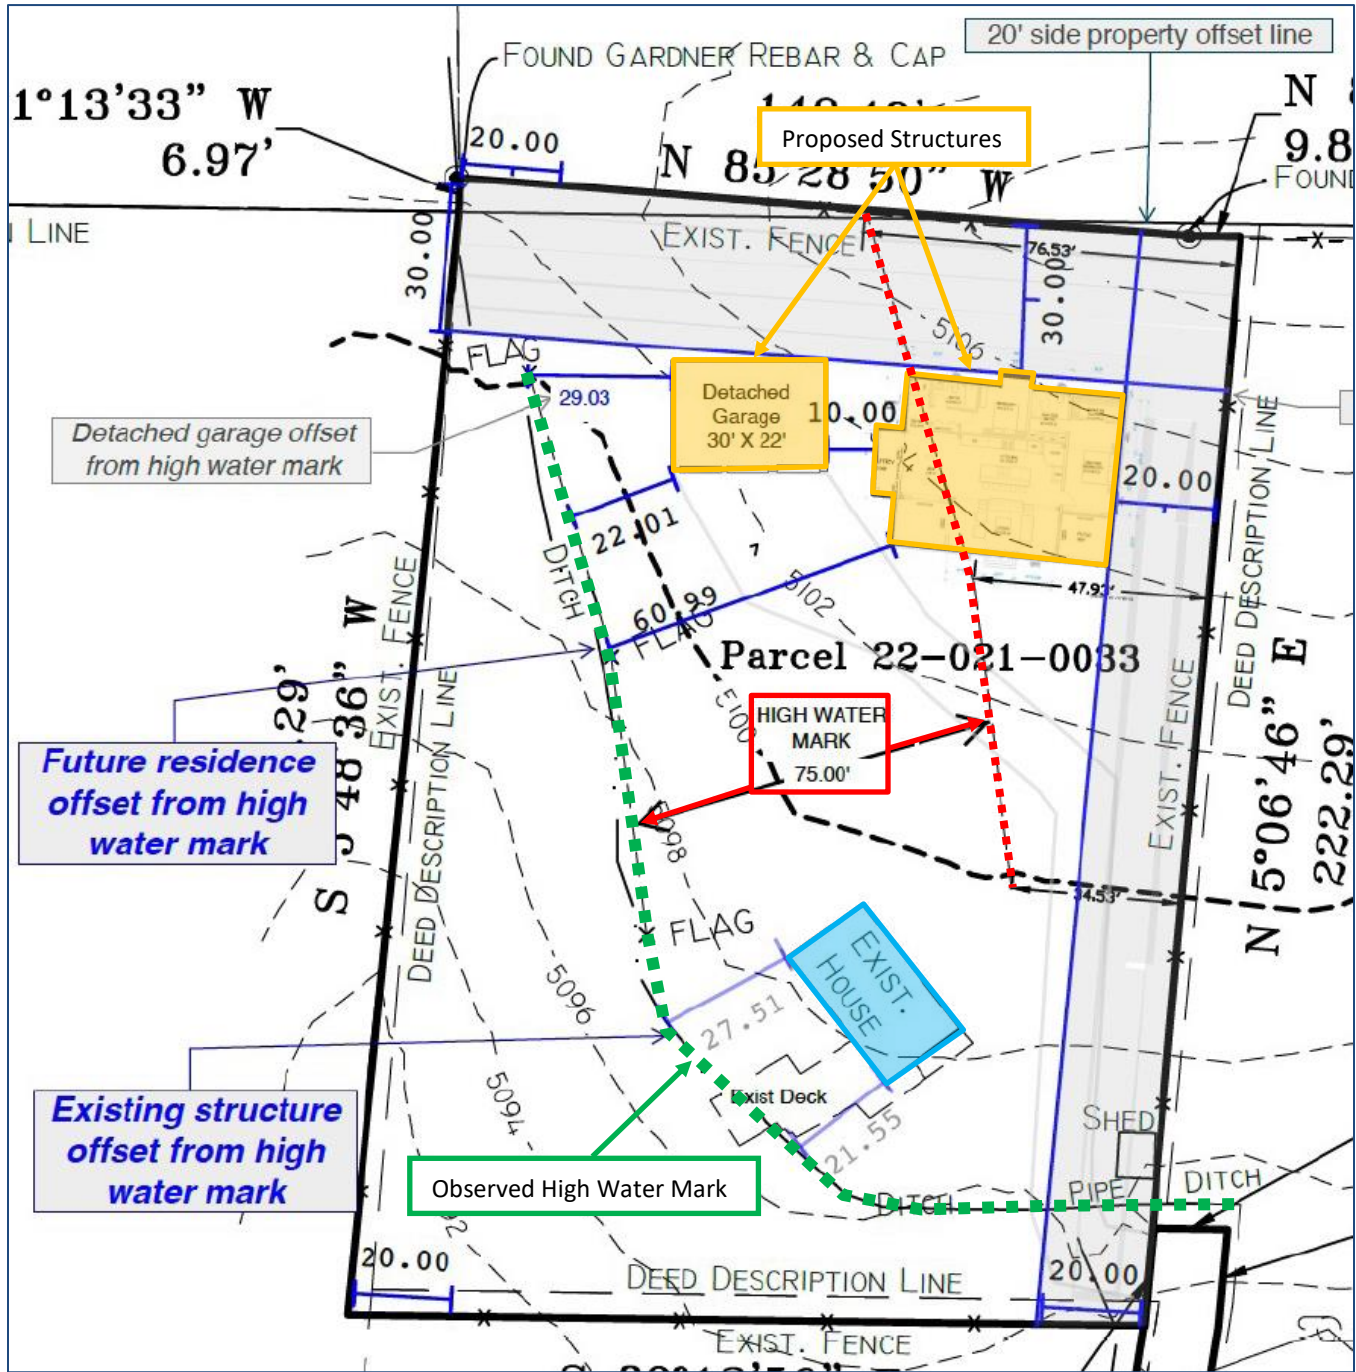 20' side property offset line
FOUND GARDNER REBAR & CAP
1°13'33" W
6.97'
20.00
Proposed Structures
N 85 28'50" W
N
9.8
FOUND
LINE
30.00
EXIST. FENCE
76.53'
30.00
-x-
FLAG
5106
29.03
Detached garage offset
from high water mark
Detached
Garage
30' X 22'
10.00
20.00
DEED DESCRIPTION LINE
22.01
DITCH
60.99
FLAG
5102
47.93'
Parcel 22-021-0033
EXIST. FENCE
29'
48'36" W
S
DEED DESCRIPTION LINE
Future residence
offset from high
water mark
5100
HIGH WATER
MARK
75.00'
EXIST. FENCE
N 5°06'46" E
222.29'
5098
34.53'
FLAG
EXIST.
HOUSE
5096
27.51
Existing structure
offset from high
water mark
5094
Exist Deck
21.55
SHED
Observed High Water Mark
DITCH
PIPE
DITCH
92
20.00
DEED DESCRIPTION LINE
20.00
EXIST. FENCE